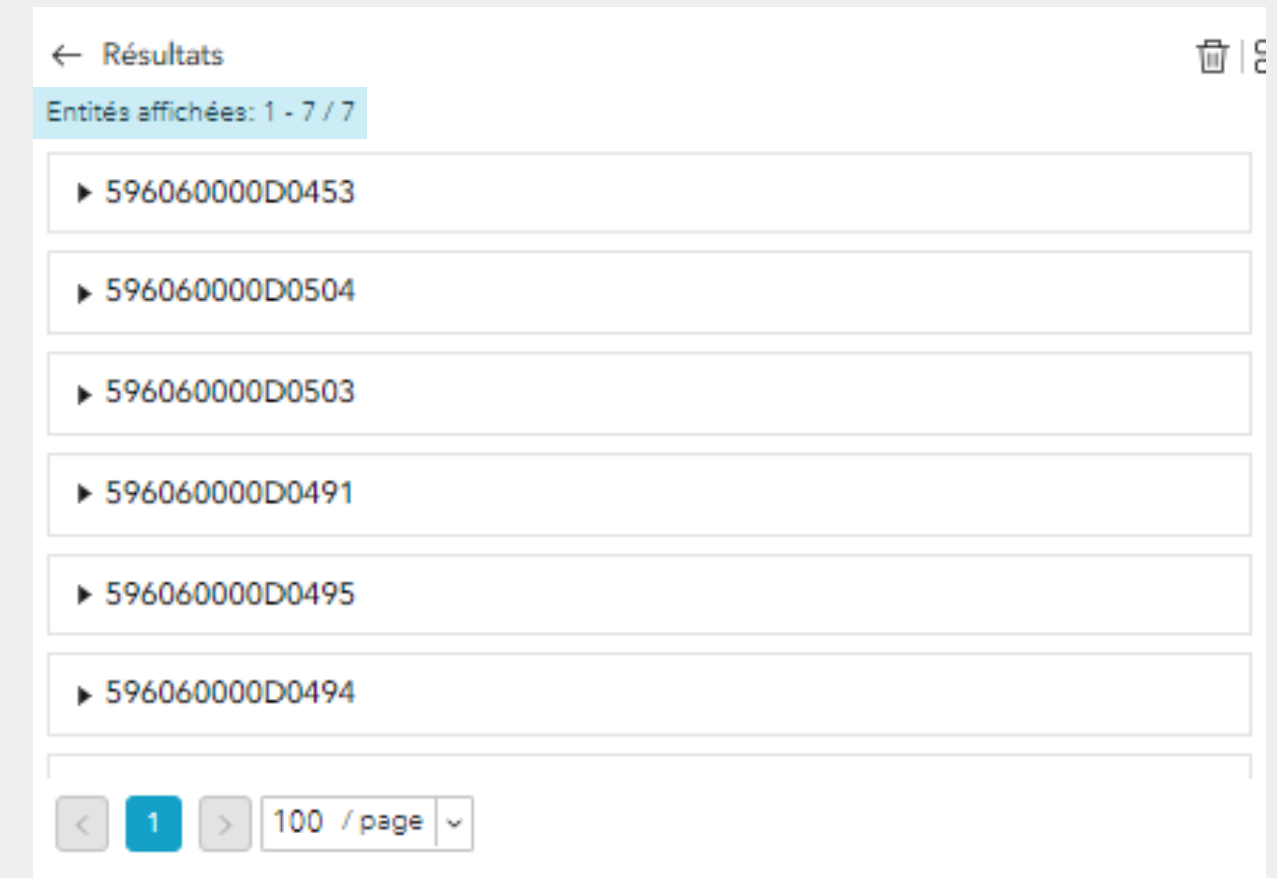 ← Résultats
Entités affichées: 1 - 7 / 7
596060000D0453
596060000D0504
596060000D0503
596060000D0491
596060000D0495
596060000D0494
< 1 > 100 / page